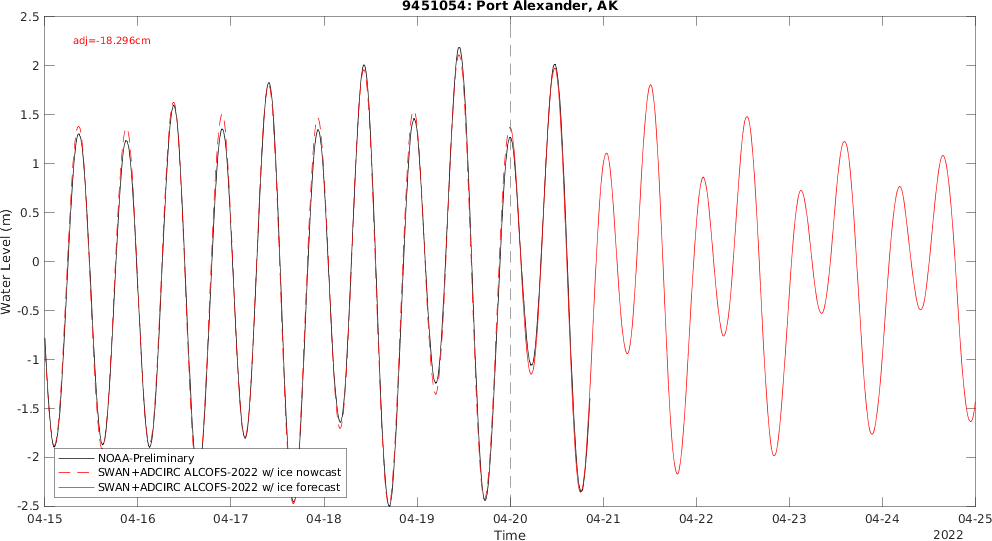 9451054: Port Alexander, AK
adj=-18.296cm
2.5
2
1.5
1
0.5
0
-0.5
-1
-1.5
-2
-2.5
Water Level (m)
NOAA-Preliminary
SWAN+ADCIRC ALCOFS-2022 w/ ice nowcast
SWAN+ADCIRC ALCOFS-2022 w/ ice forecast
04-15 04-16 04-17 04-18 04-19 04-20 04-21 04-22 04-23 04-24 04-25
Time
2022